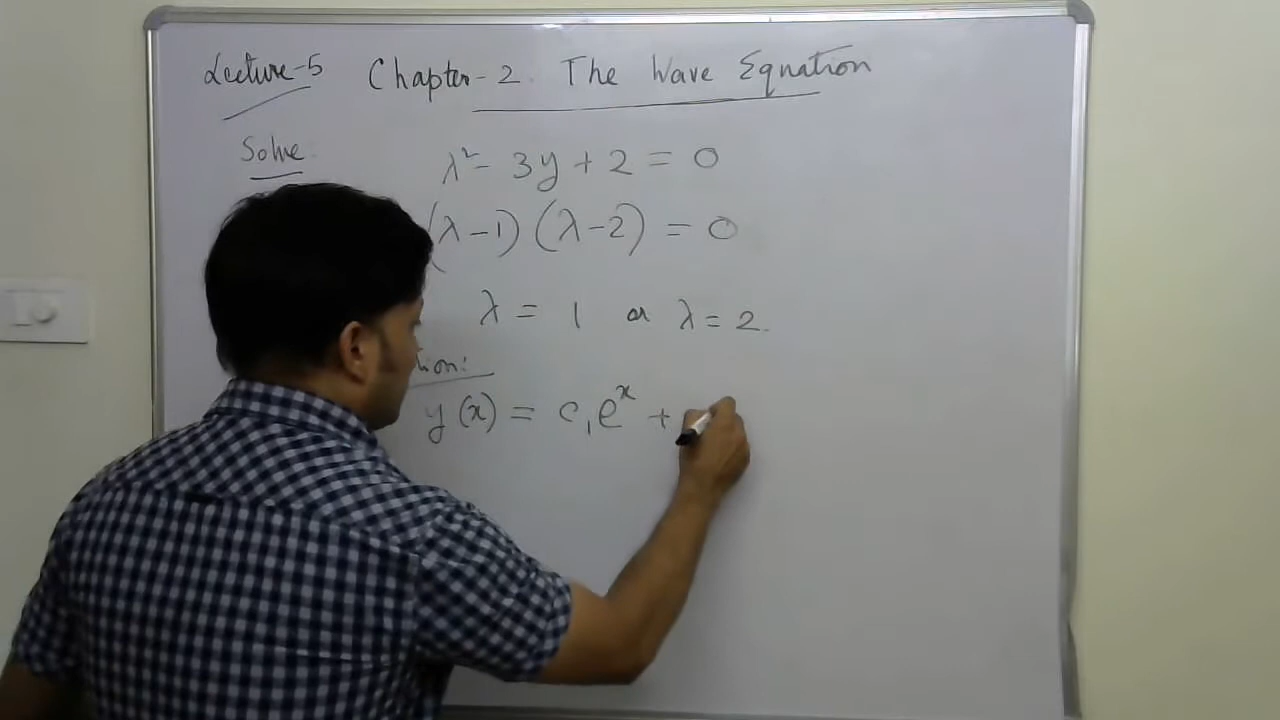 Lecture-5 Chapter-2. The Wave Equation
Solve:
λ² - 3y + 2 = 0
(λ-1) (λ-2) = 0
λ = 1 or λ = 2.
y(x) = c₁eˣ +